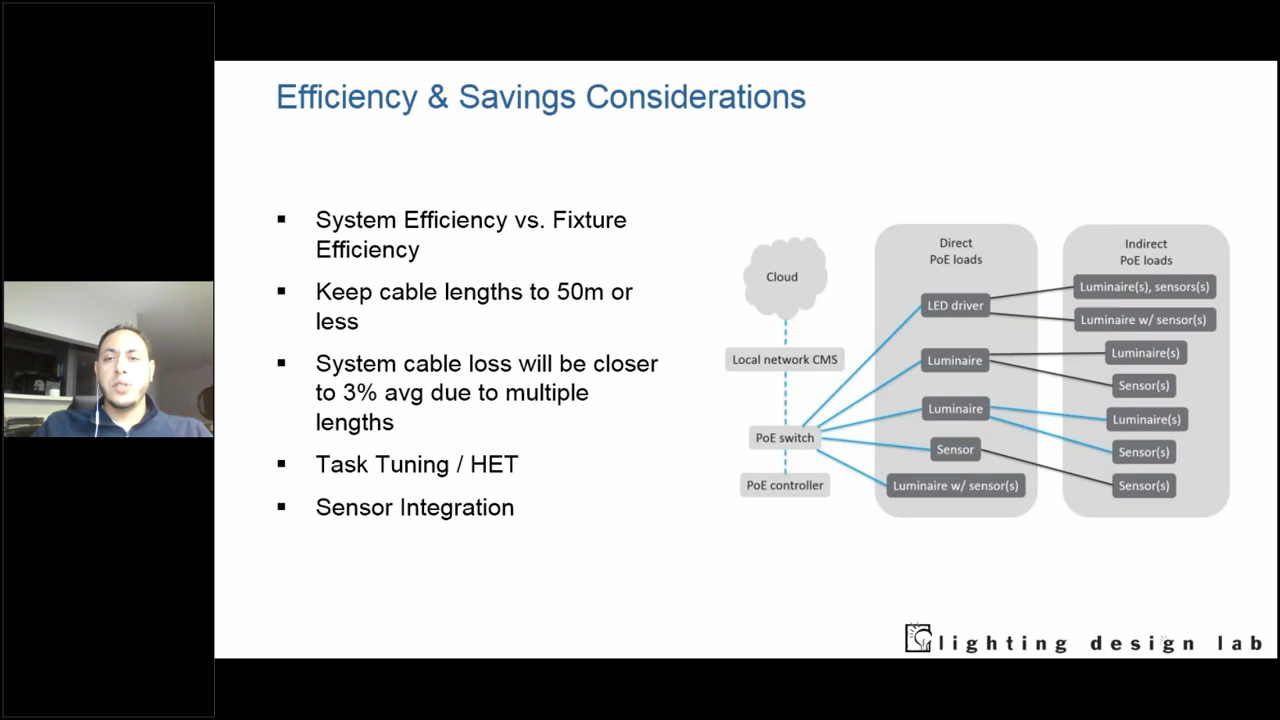 Efficiency & Savings Considerations
▪ System Efficiency vs. Fixture
Efficiency
▪ Keep cable lengths to 50m or
less
▪ System cable loss will be closer
to 3% avg due to multiple
lengths
▪ Task Tuning / HET
▪ Sensor Integration
Cloud
Local network CMS
PoE switch
PoE controller
Direct
PoE loads
LED driver
Luminaire
Luminaire
Sensor
Luminaire w/ sensor(s)
Indirect
PoE loads
Luminaire(s), sensors(s)
Luminaire w/ sensor(s)
Luminaire(s)
Sensor(s)
Luminaire(s)
Sensor(s)
Sensor(s)
lighting design lab